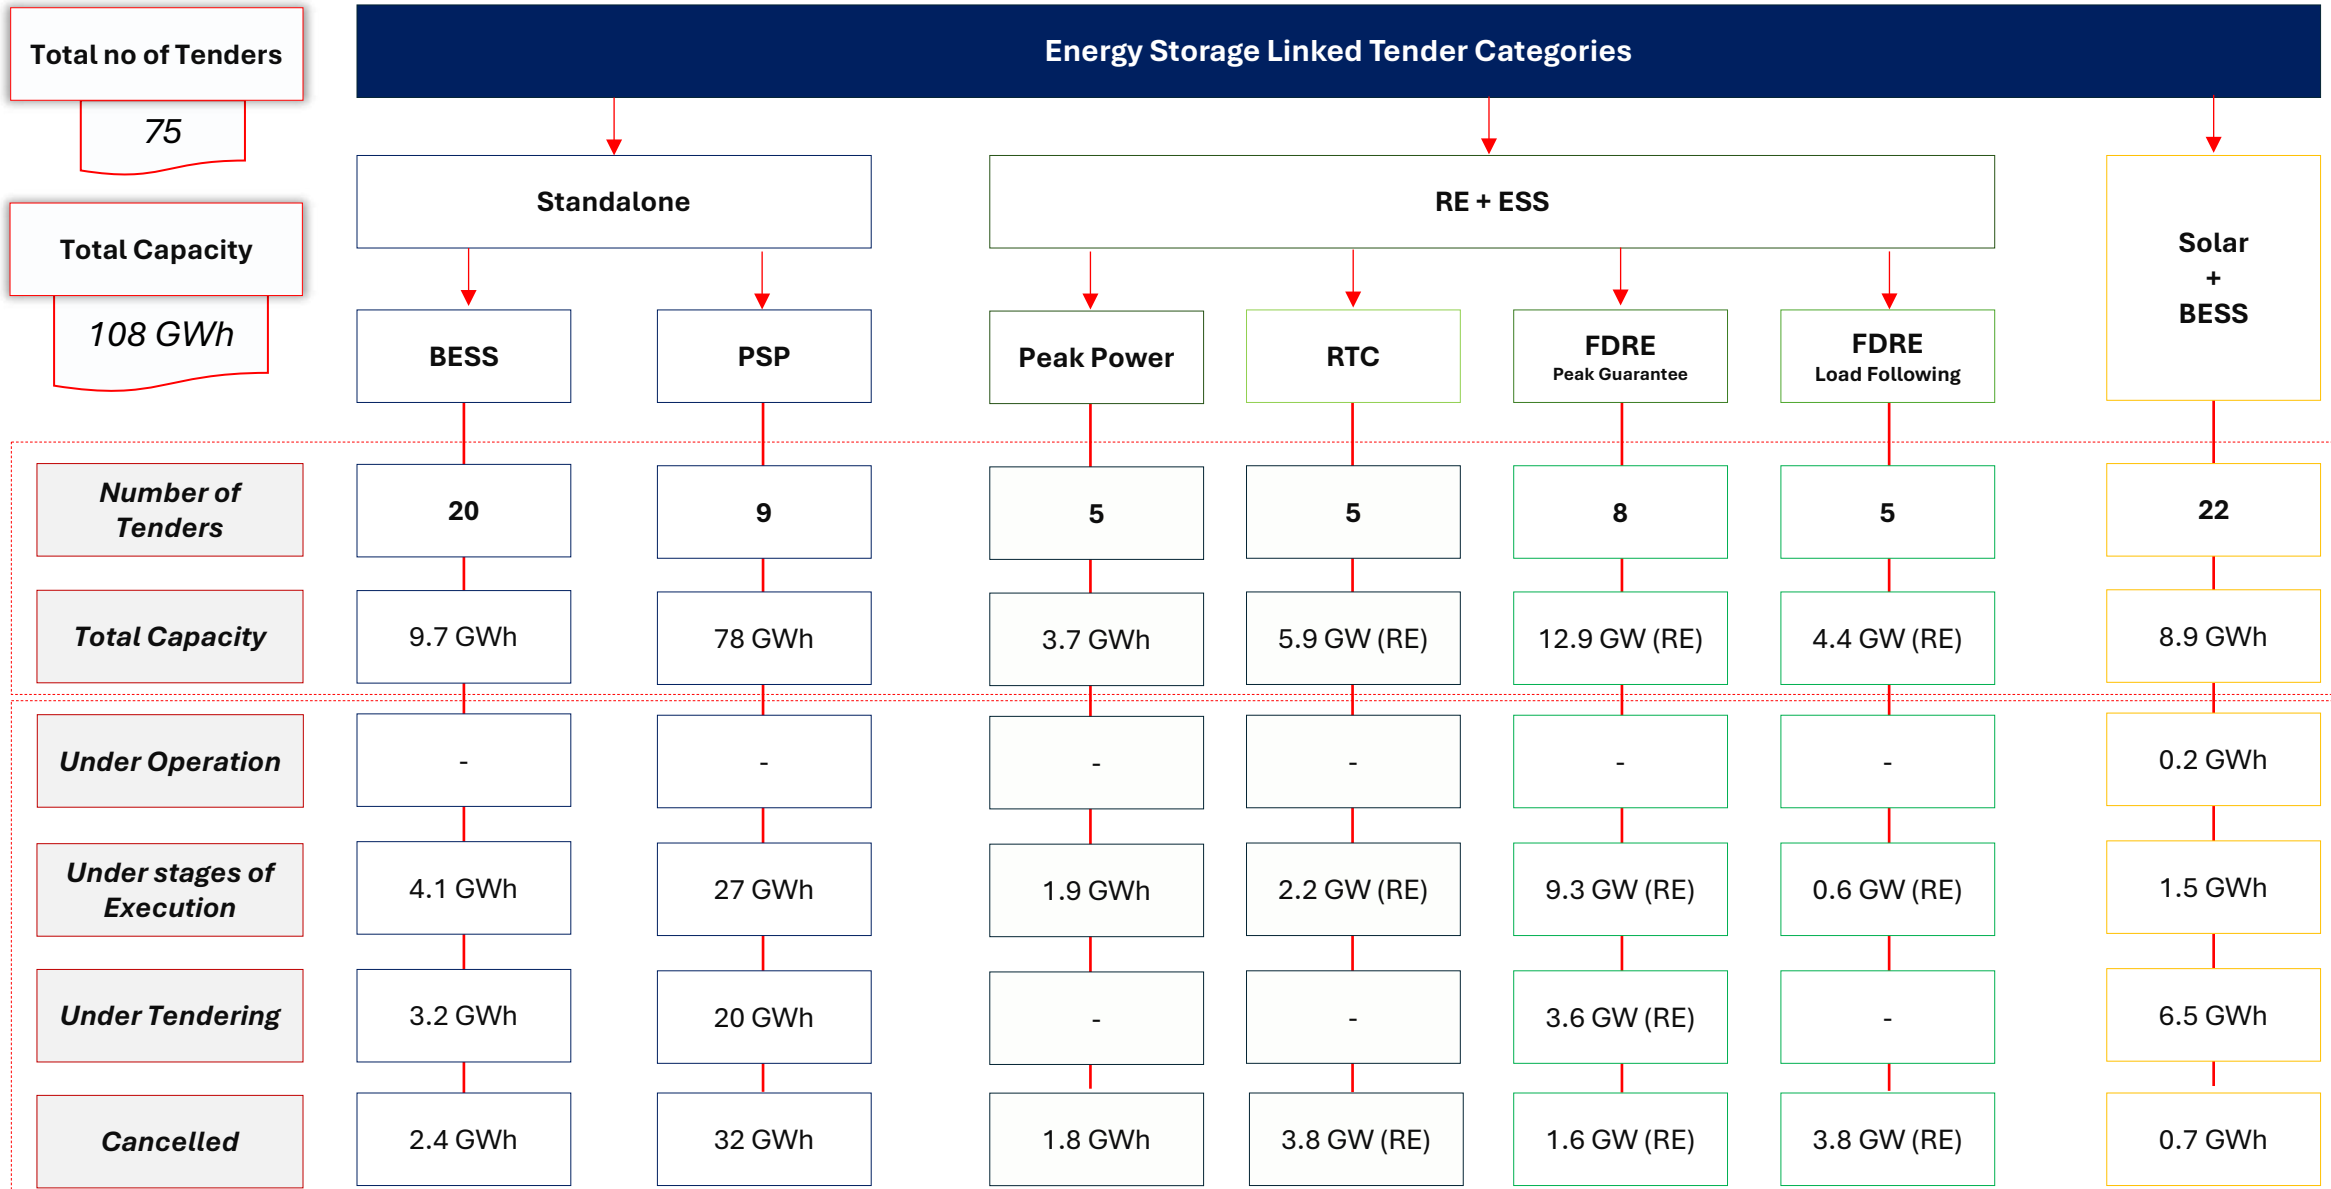 Total no of Tenders
75
Total Capacity
108 GWh
Energy Storage Linked Tender Categories
Standalone
RE + ESS
Solar
+
BESS
BESS
PSP
Peak Power
RTC
FDRE
Peak Guarantee
FDRE
Load Following
Number of
Tenders
20
9
5
5
8
5
22
Total Capacity
9.7 GWh
78 GWh
3.7 GWh
5.9 GW (RE)
12.9 GW (RE)
4.4 GW (RE)
8.9 GWh
Under Operation
-
-
-
-
-
-
0.2 GWh
Under stages of
Execution
4.1 GWh
27 GWh
1.9 GWh
2.2 GW (RE)
9.3 GW (RE)
0.6 GW (RE)
1.5 GWh
Under Tendering
3.2 GWh
20 GWh
-
-
3.6 GW (RE)
-
6.5 GWh
Cancelled
2.4 GWh
32 GWh
1.8 GWh
3.8 GW (RE)
1.6 GW (RE)
3.8 GW (RE)
0.7 GWh